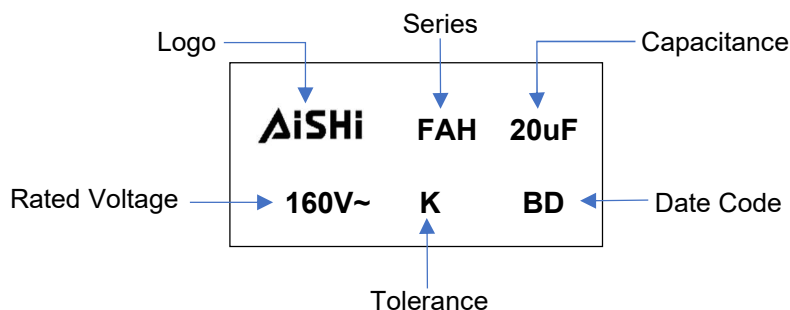 Series
Logo
Capacitance
AiSHi FAH 20uF
Rated Voltage
160V~ K BD
Date Code
Tolerance